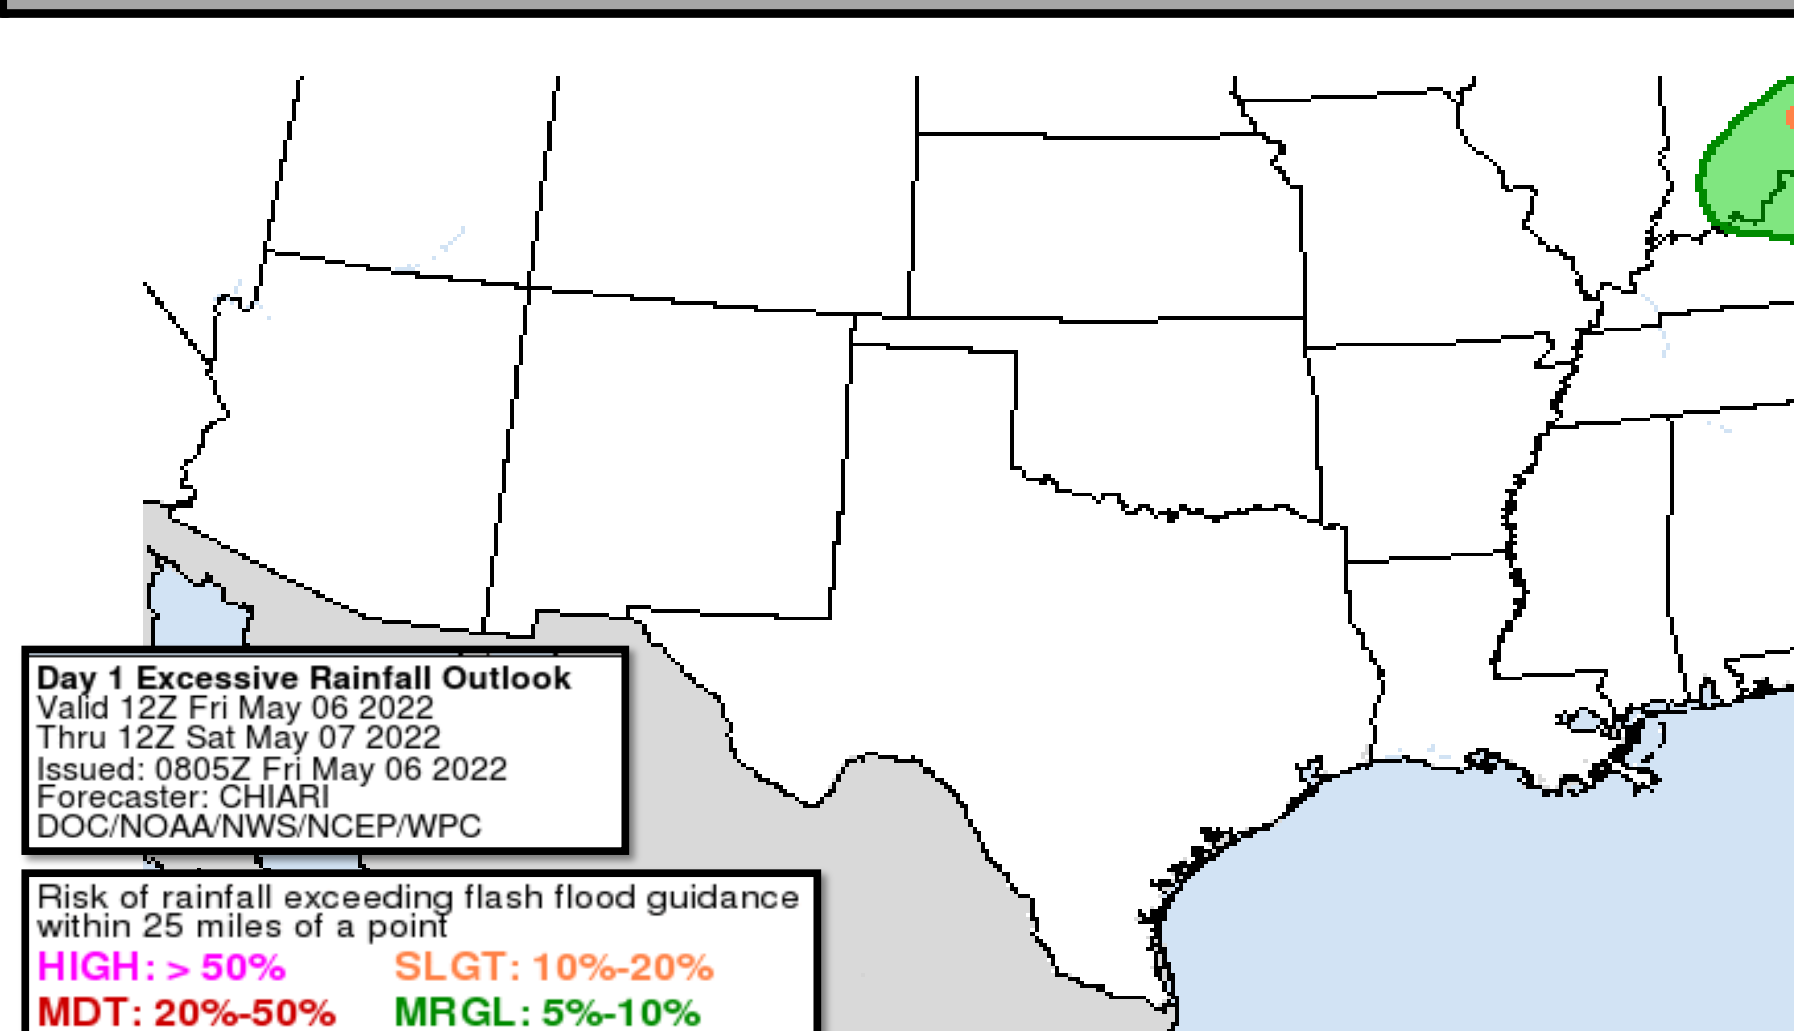 Day 1 Excessive Rainfall Outlook
Valid 12Z Fri May 06 2022
Thru 12Z Sat May 07 2022
Issued: 0805Z Fri May 06 2022
Forecaster: CHIARI
DOC/NOAA/NWS/NCEP/WPC
Risk of rainfall exceeding flash flood guidance
within 25 miles of a point
HIGH: > 50% SLGT: 10%-20%
MDT: 20%-50% MRGL: 5%-10%